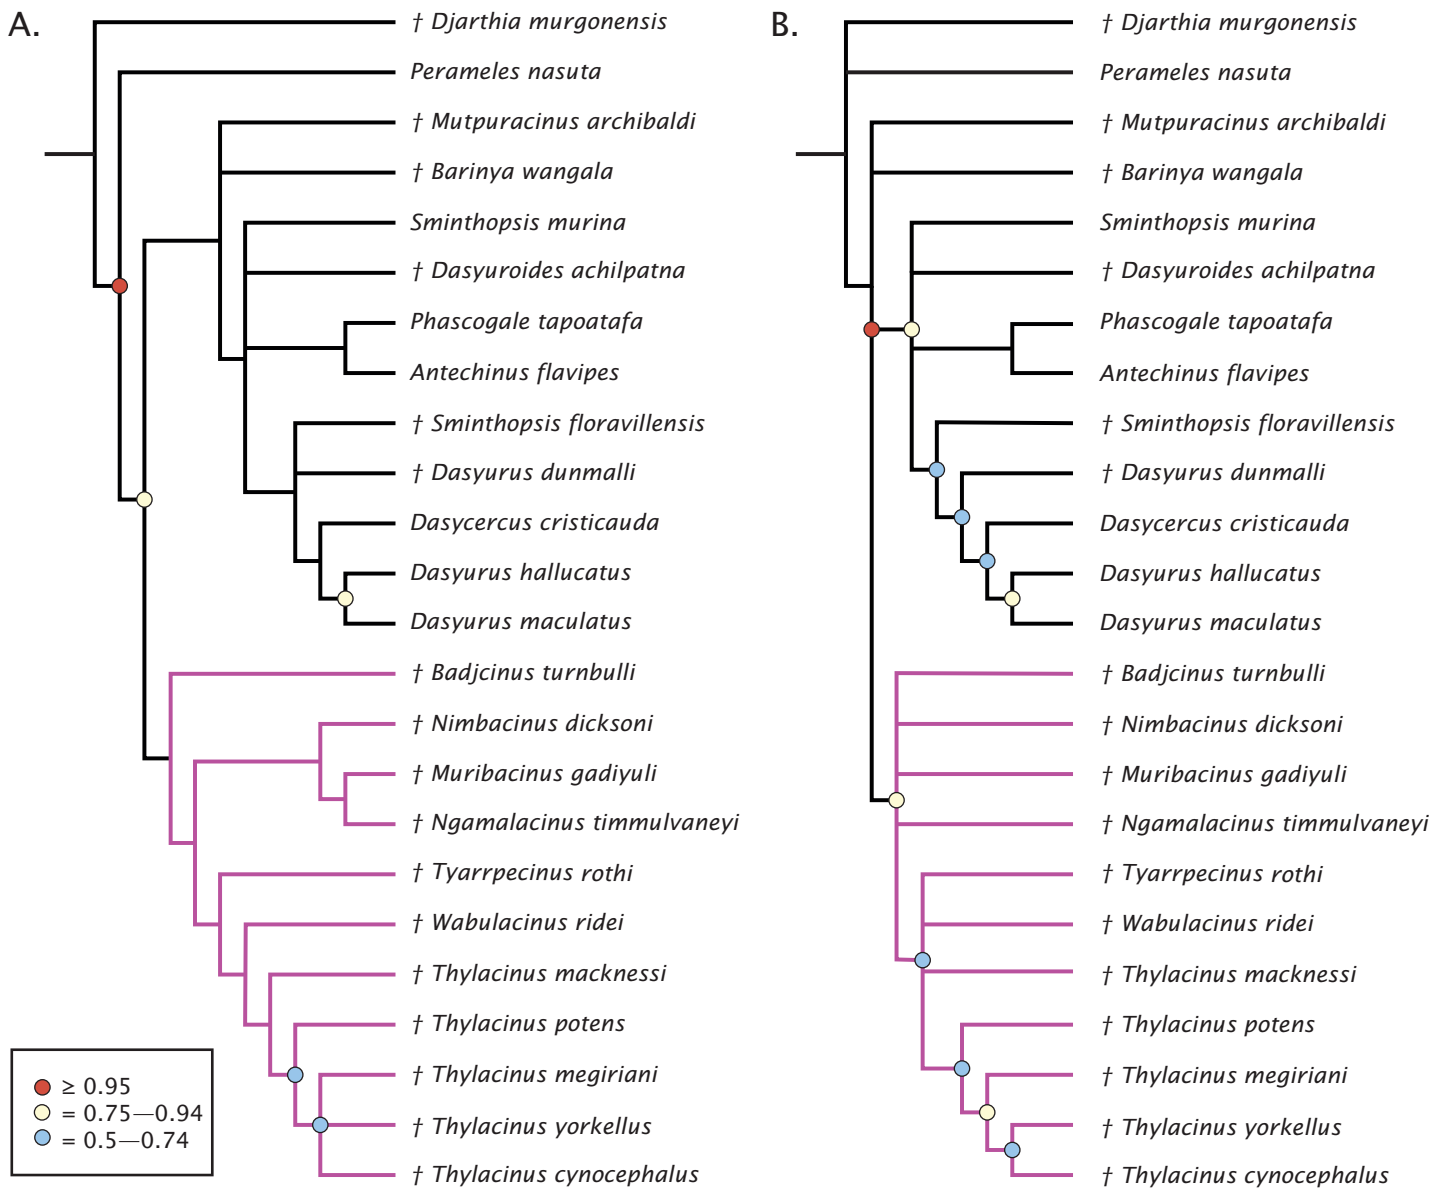 A.
† Djarthia murgonensis
Perameles nasuta
† Mutpuracinus archibaldi
† Barinya wangala
Sminthopsis murina
† Dasyuroides achilpatna
Phascogale tapoatafa
Antechinus flavipes
† Sminthopsis floravillensis
† Dasyurus dunmalli
Dasycercus cristicauda
Dasyurus hallucatus
Dasyurus maculatus
† Badjcinus turnbulli
† Nimbacinus dicksoni
† Muribacinus gadiyuli
† Ngamalacinus timmulvaneyi
† Tyarrpecinus rothi
† Wabulacinus ridei
† Thylacinus macknessi
† Thylacinus potens
† Thylacinus megiriani
† Thylacinus yorkellus
† Thylacinus cynocephalus
≥ 0.95
= 0.75—0.94
= 0.5—0.74
B.
† Djarthia murgonensis
Perameles nasuta
† Mutpuracinus archibaldi
† Barinya wangala
Sminthopsis murina
† Dasyuroides achilpatna
Phascogale tapoatafa
Antechinus flavipes
† Sminthopsis floravillensis
† Dasyurus dunmalli
Dasycercus cristicauda
Dasyurus hallucatus
Dasyurus maculatus
† Badjcinus turnbulli
† Nimbacinus dicksoni
† Muribacinus gadiyuli
† Ngamalacinus timmulvaneyi
† Tyarrpecinus rothi
† Wabulacinus ridei
† Thylacinus macknessi
† Thylacinus potens
† Thylacinus megiriani
† Thylacinus yorkellus
† Thylacinus cynocephalus